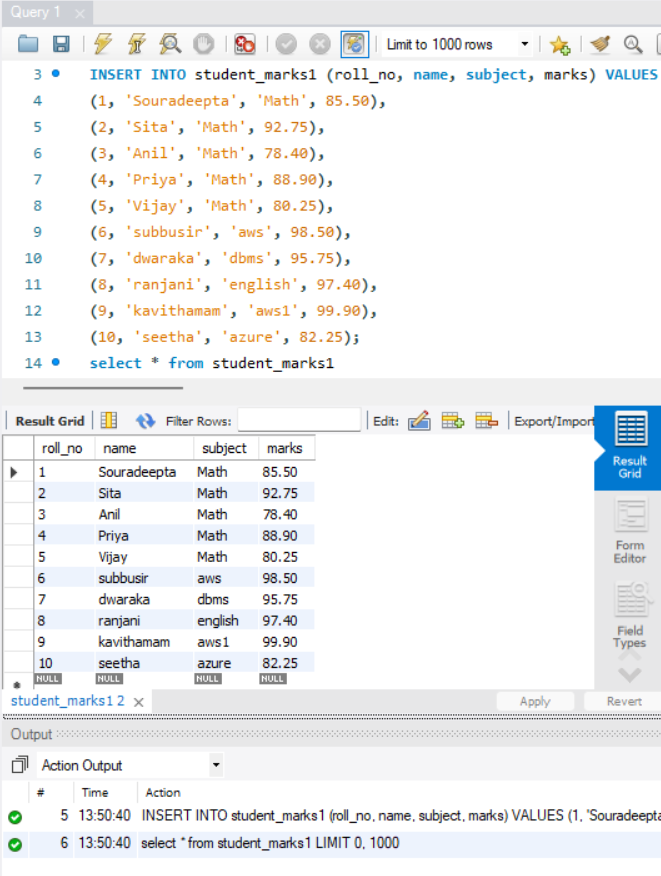 Query 1
Limit to 1000 rows
3 INSERT INTO student_marks1 (roll_no, name, subject, marks) VALUES
4 (1, 'Souradeepta', 'Math', 85.50),
5 (2, 'Sita', 'Math', 92.75),
6 (3, 'Anil', 'Math', 78.40),
7 (4, 'Priya', 'Math', 88.90),
8 (5, 'Vijay', 'Math', 80.25),
9 (6, 'subbusir', 'aws', 98.50),
10 (7, 'dwaraka', 'dbms', 95.75),
11 (8, 'ranjani', 'english', 97.40),
12 (9, 'kavithamam', 'aws1', 99.90),
13 (10, 'seetha', 'azure', 82.25);
14 select * from student_marks1
Result Grid Filter Rows: Edit: Export/Import
roll_no name subject marks
1 Souradeepta Math 85.50
2 Sita Math 92.75
3 Anil Math 78.40
4 Priya Math 88.90
5 Vijay Math 80.25
6 subbusir aws 98.50
7 dwaraka dbms 95.75
8 ranjani english 97.40
9 kavithamam aws1 99.90
10 seetha azure 82.25
NULL NULL NULL NULL
Result
Grid
Form
Editor
Field
Types
student_marks1 2 Apply Revert
Output
Action Output
# Time Action
5 13:50:40 INSERT INTO student_marks1 (roll_no, name, subject, marks) VALUES (1, 'Souradeepta
6 13:50:40 select * from student_marks1 LIMIT 0, 1000